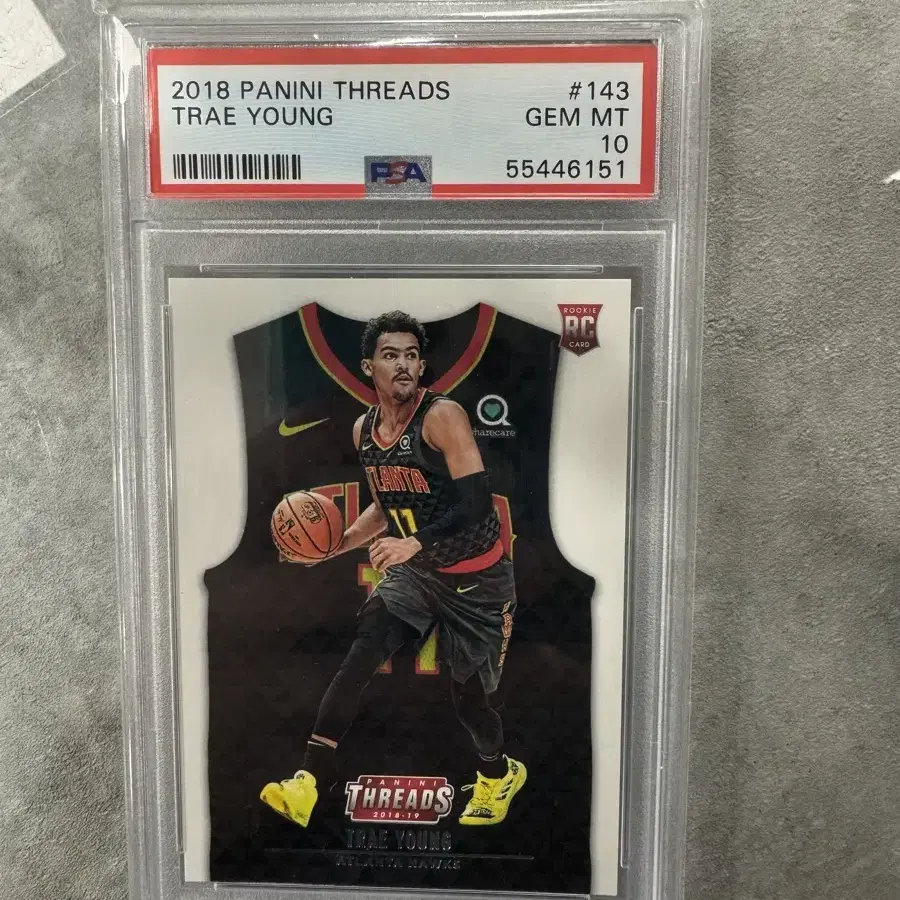 2018 PANINI THREADS #143
TRAE YOUNG GEM MT
10
PSA 55446151
ROOKIE
RC
CARD
sharecare
ATLANTA
11
PANINI
THREADS
2018-19
TRAE YOUNG
ATLANTA HAWKS